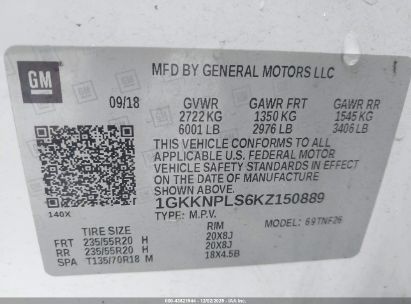 GM
MFD BY GENERAL MOTORS LLC
09/18 GVWR GAWR FRT GAWR RR
2722 KG 1350 KG 1545 KG
6001 LB 2976 LB 3406 LB
THIS VEHICLE CONFORMS TO ALL
APPLICABLE U.S. FEDERAL MOTOR
VEHICLE SAFETY STANDARDS IN EFFECT
ON THE DATE OF MANUFACTURE
SHOWN ABOVE.
1GKKNPLS6KZ150889
140X TYPE: M.P.V. MODEL: 69TNF26
TIRE SIZE RIM
FRT 235/55R20 H 20X8J
RR 235/55R20 H 20X8J
SPA T135/70R18 M 18X4.5B